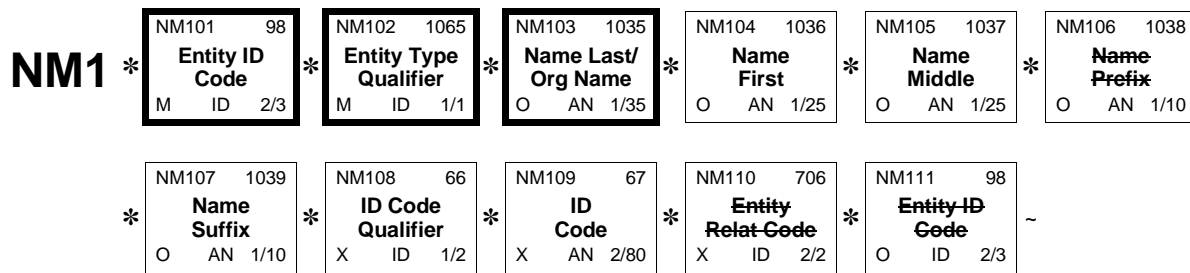 NM101 98 NM102 1065 NM103 1035 NM104 1036 NM105 1037 NM106 1038
NM1 * Entity ID Code * Entity Type Qualifier * Name Last/ Org Name * Name First * Name Middle * Name Prefix
M ID 2/3 M ID 1/1 O AN 1/35 O AN 1/25 O AN 1/25 O AN 1/10
NM107 1039 NM108 66 NM109 67 NM110 706 NM111 98
* Name Suffix * ID Code Qualifier * ID Code * Entity Relat Code * Entity ID Code ~
O AN 1/10 X ID 1/2 X AN 2/80 X ID 2/2 O ID 2/3